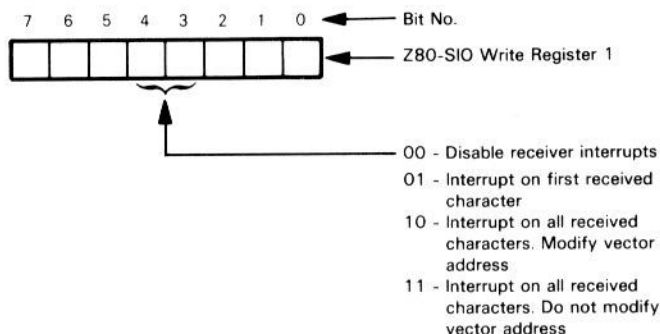 7 6 5 4 3 2 1 0 Bit No.
Z80-SIO Write Register 1
00 - Disable receiver interrupts
01 - Interrupt on first received
character
10 - Interrupt on all received
characters. Modify vector
address
11 - Interrupt on all received
characters. Do not modify
vector address